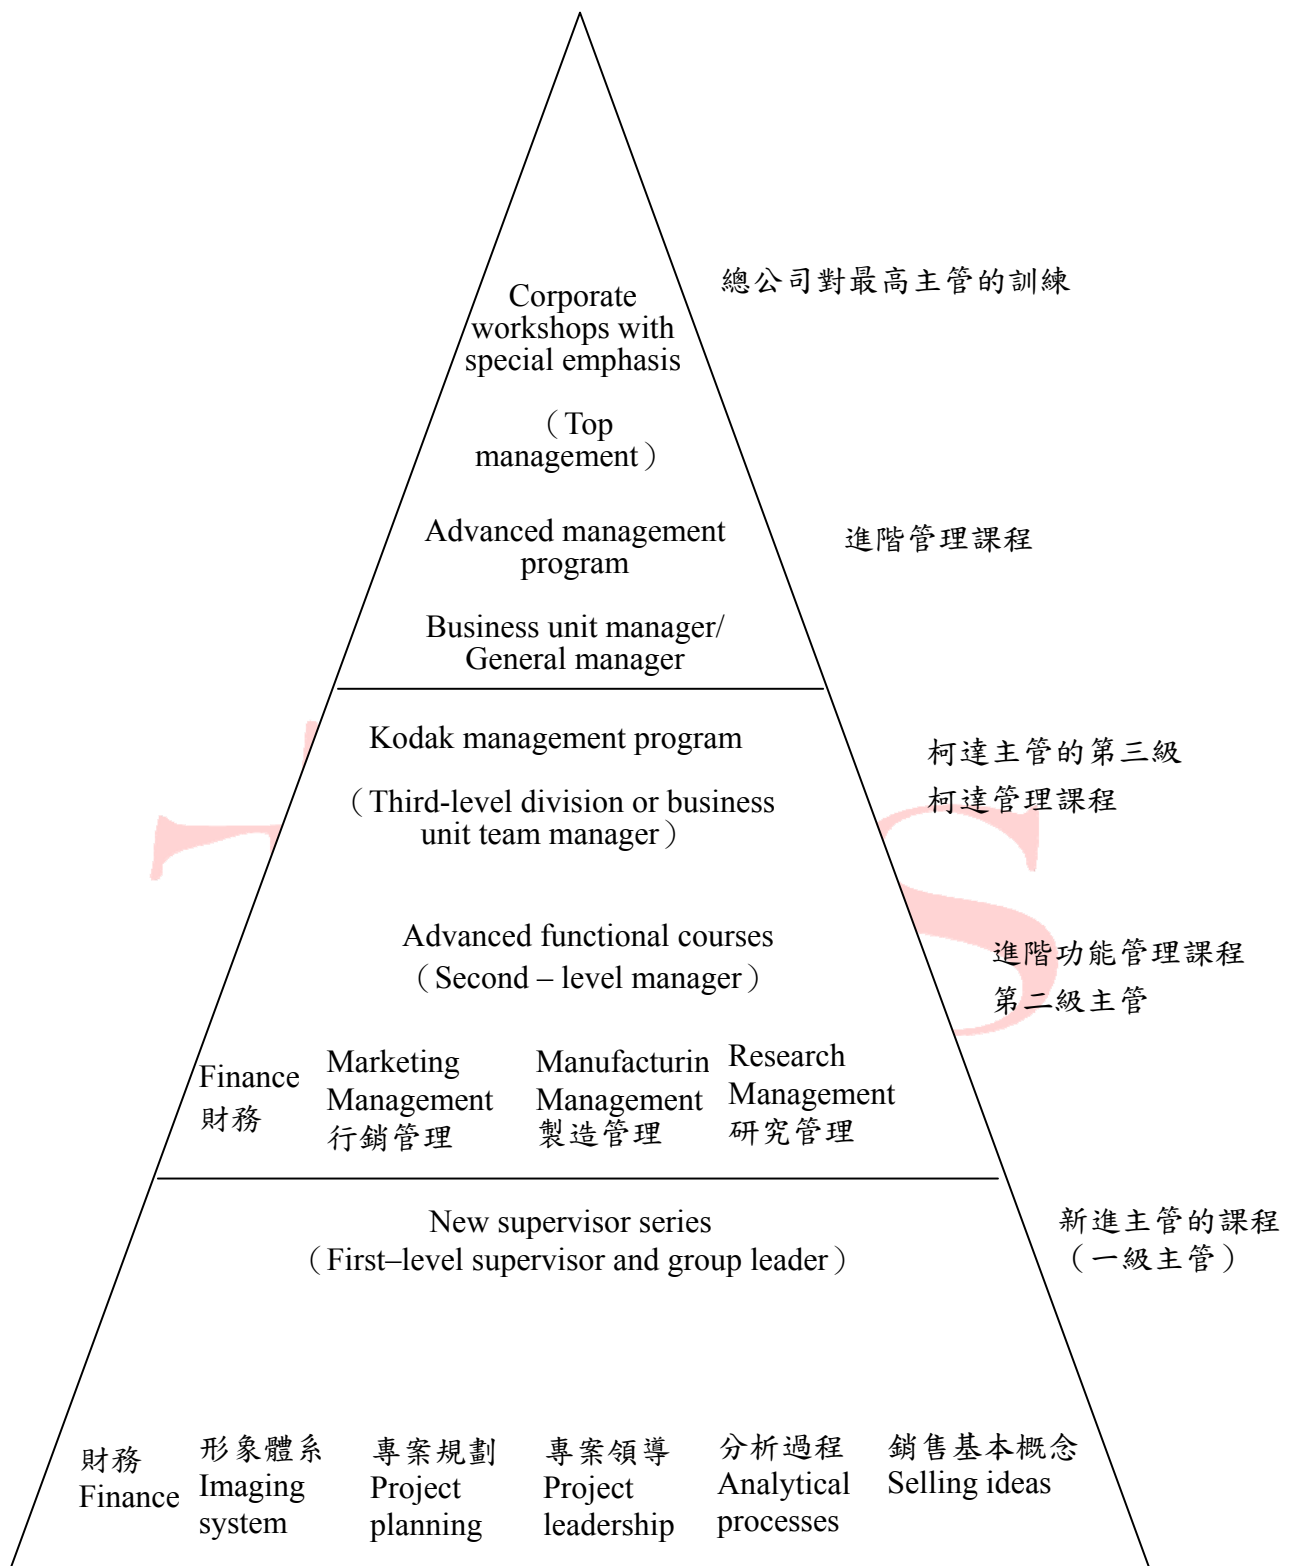 Corporate
workshops with
special emphasis
總公司對最高主管的訓練
（Top
management）
Advanced management
program
進階管理課程
Business unit manager/
General manager
Kodak management program
柯達主管的第三級
柯達管理課程
（Third-level division or business
unit team manager）
Advanced functional courses
（Second – level manager）
進階功能管理課程
第二級主管
Finance
財務
Marketing
Management
行銷管理
Manufacturin
Management
製造管理
Research
Management
研究管理
New supervisor series
（First–level supervisor and group leader）
新進主管的課程
（一級主管）
財務
Finance
形象體系
Imaging
system
專案規劃
Project
planning
專案領導
Project
leadership
分析過程
Analytical
processes
銷售基本概念
Selling ideas